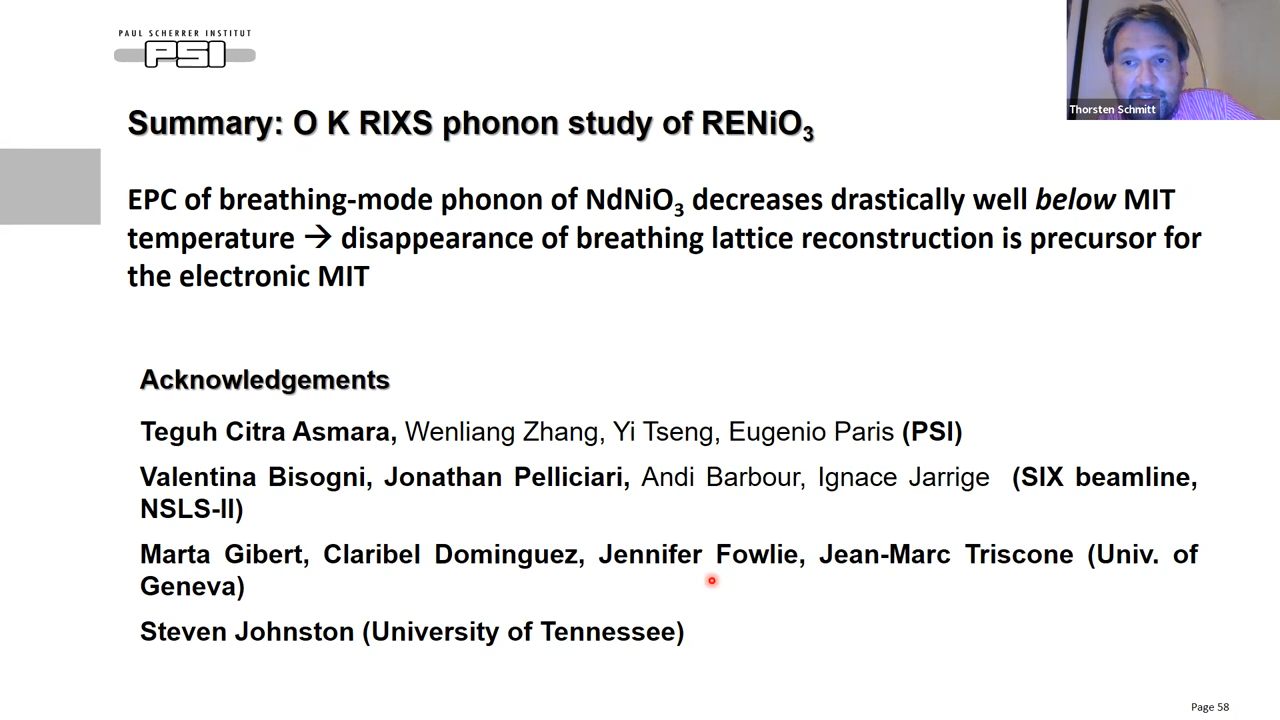 PAUL SCHERRER INSTITUT
PSI
Thorsten Schmitt
Summary: O K RIXS phonon study of RENiO₃
EPC of breathing-mode phonon of NdNiO₃ decreases drastically well below MIT
temperature → disappearance of breathing lattice reconstruction is precursor for
the electronic MIT
Acknowledgements
Teguh Citra Asmara, Wenliang Zhang, Yi Tseng, Eugenio Paris (PSI)
Valentina Bisogni, Jonathan Pelliciari, Andi Barbour, Ignace Jarrige (SIX beamline,
NSLS-II)
Marta Gibert, Claribel Dominguez, Jennifer Fowlie, Jean-Marc Triscone (Univ. of
Geneva)
Steven Johnston (University of Tennessee)
Page 58